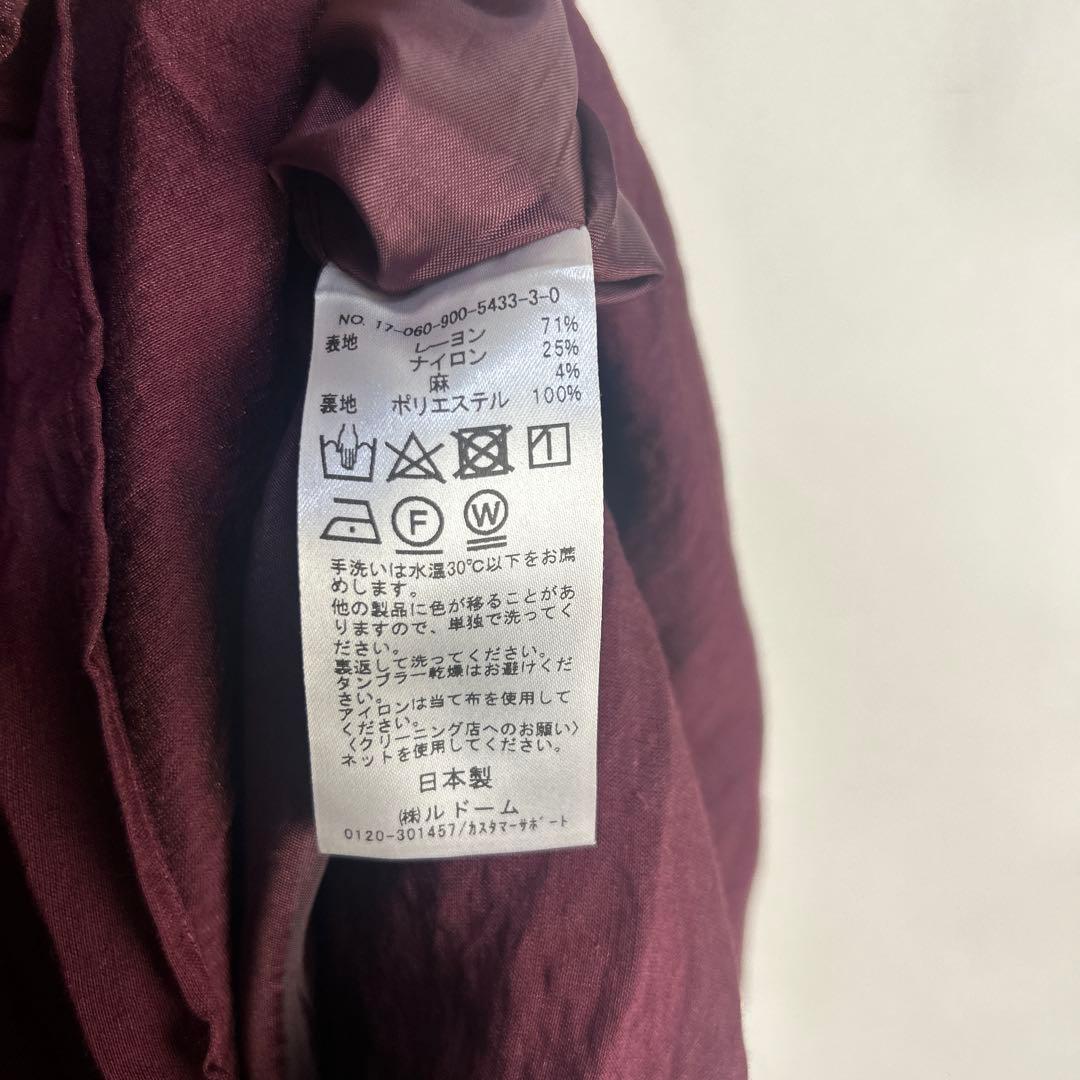 NO. 17-060-900-5433-3-0
表地 レーヨン 71%
ナイロン 25%
麻 4%
裏地 ポリエステル 100%
F W
手洗いは水温30℃以下をお薦
めします。
他の製品に色が移ることがあ
りますので、単独で洗ってく
ださい。
裏返して洗ってください。
タンブラー乾燥はお避けくだ
さい。
アイロンは当て布を使用して
ください。
〈クリーニング店へのお願い〉
ネットを使用してください。
日本製
㈱ルドーム
0120-301457/カスタマーサポート